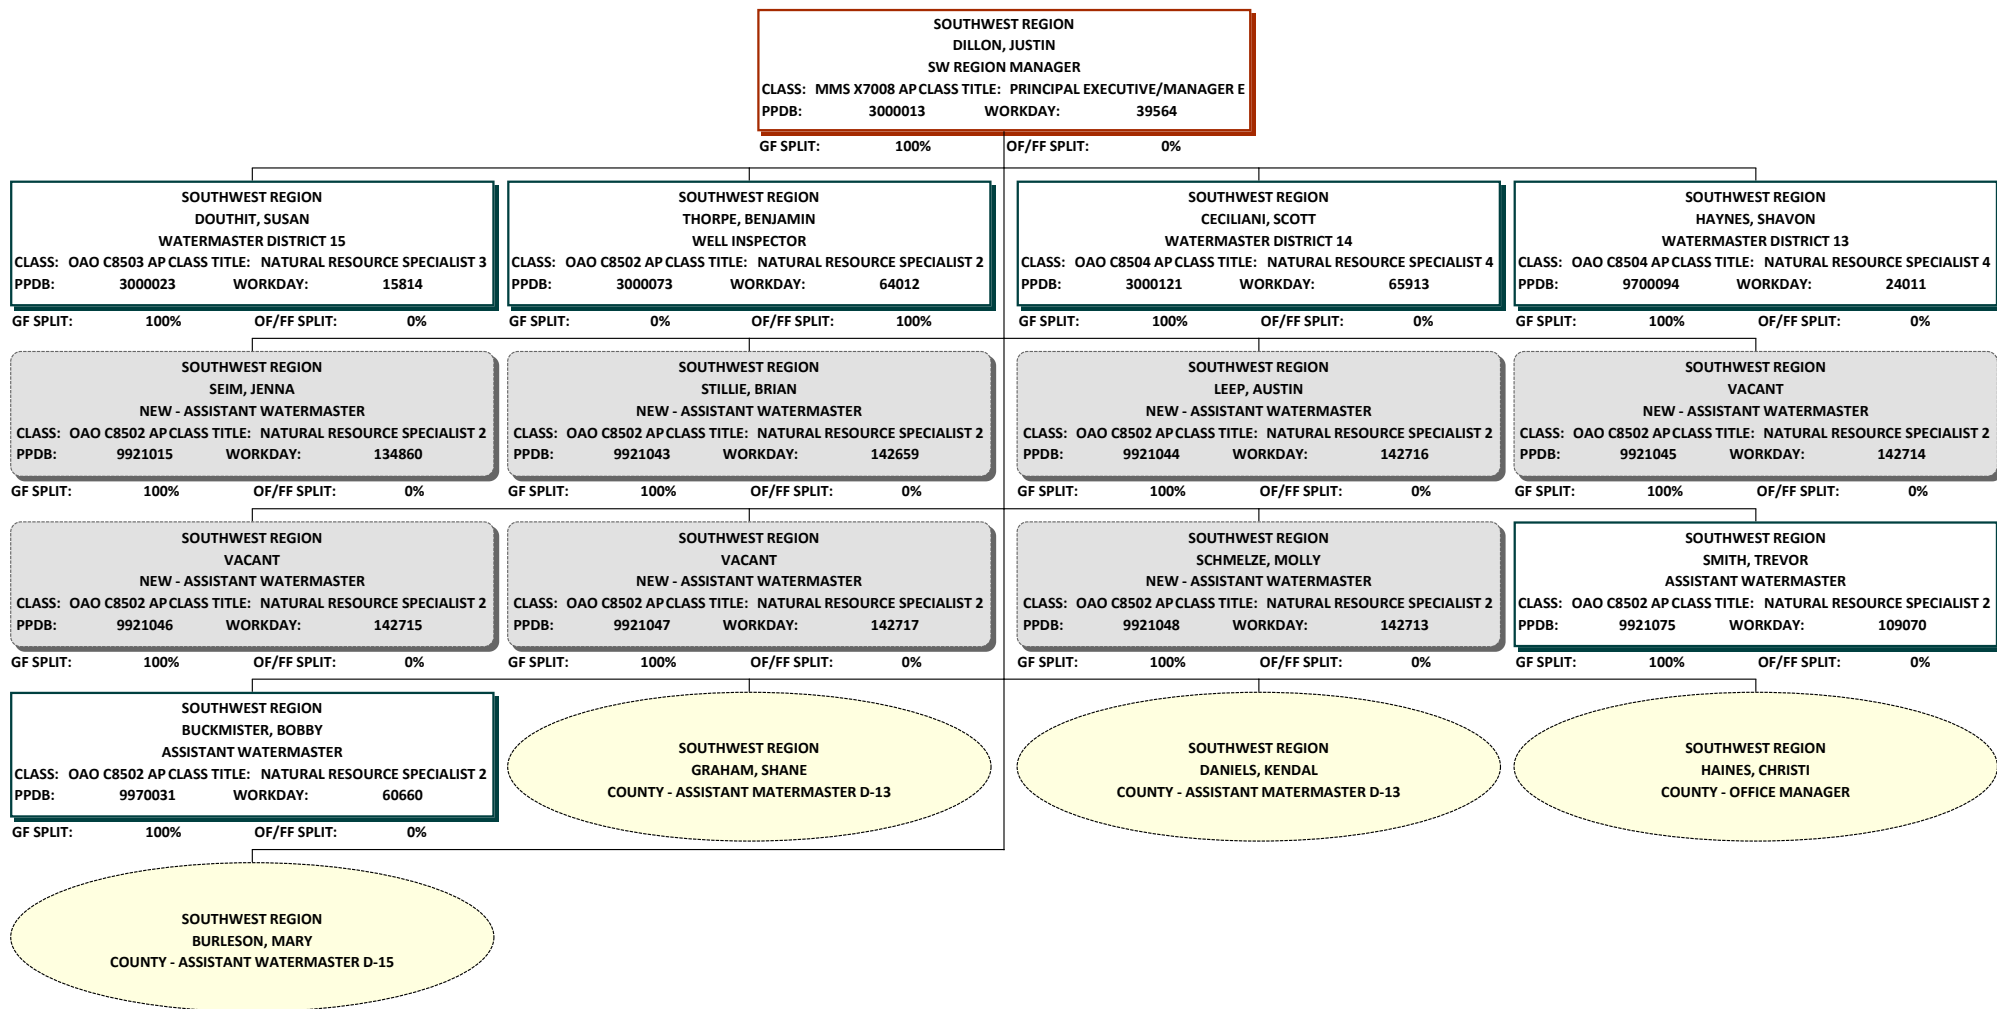 SOUTHWEST REGION
DILLON, JUSTIN
SW REGION MANAGER
CLASS: MMS X7008 AP CLASS TITLE: PRINCIPAL EXECUTIVE/MANAGER E
PPDB: 3000013 WORKDAY: 39564
GF SPLIT: 100% OF/FF SPLIT: 0%
SOUTHWEST REGION
DOUTHIT, SUSAN
WATERMASTER DISTRICT 15
CLASS: OAO C8503 AP CLASS TITLE: NATURAL RESOURCE SPECIALIST 3
PPDB: 3000023 WORKDAY: 15814
GF SPLIT: 100% OF/FF SPLIT: 0%
SOUTHWEST REGION
THORPE, BENJAMIN
WELL INSPECTOR
CLASS: OAO C8502 AP CLASS TITLE: NATURAL RESOURCE SPECIALIST 2
PPDB: 3000073 WORKDAY: 64012
GF SPLIT: 0% OF/FF SPLIT: 100%
SOUTHWEST REGION
CECILIANI, SCOTT
WATERMASTER DISTRICT 14
CLASS: OAO C8504 AP CLASS TITLE: NATURAL RESOURCE SPECIALIST 4
PPDB: 3000121 WORKDAY: 65913
GF SPLIT: 100% OF/FF SPLIT: 0%
SOUTHWEST REGION
HAYNES, SHAVON
WATERMASTER DISTRICT 13
CLASS: OAO C8504 AP CLASS TITLE: NATURAL RESOURCE SPECIALIST 4
PPDB: 9700094 WORKDAY: 24011
GF SPLIT: 100% OF/FF SPLIT: 0%
SOUTHWEST REGION
SEIM, JENNA
NEW - ASSISTANT WATERMASTER
CLASS: OAO C8502 AP CLASS TITLE: NATURAL RESOURCE SPECIALIST 2
PPDB: 9921015 WORKDAY: 134860
GF SPLIT: 100% OF/FF SPLIT: 0%
SOUTHWEST REGION
STILLIE, BRIAN
NEW - ASSISTANT WATERMASTER
CLASS: OAO C8502 AP CLASS TITLE: NATURAL RESOURCE SPECIALIST 2
PPDB: 9921043 WORKDAY: 142659
GF SPLIT: 100% OF/FF SPLIT: 0%
SOUTHWEST REGION
LEEP, AUSTIN
NEW - ASSISTANT WATERMASTER
CLASS: OAO C8502 AP CLASS TITLE: NATURAL RESOURCE SPECIALIST 2
PPDB: 9921044 WORKDAY: 142716
GF SPLIT: 100% OF/FF SPLIT: 0%
SOUTHWEST REGION
VACANT
NEW - ASSISTANT WATERMASTER
CLASS: OAO C8502 AP CLASS TITLE: NATURAL RESOURCE SPECIALIST 2
PPDB: 9921045 WORKDAY: 142714
GF SPLIT: 100% OF/FF SPLIT: 0%
SOUTHWEST REGION
VACANT
NEW - ASSISTANT WATERMASTER
CLASS: OAO C8502 AP CLASS TITLE: NATURAL RESOURCE SPECIALIST 2
PPDB: 9921046 WORKDAY: 142715
GF SPLIT: 100% OF/FF SPLIT: 0%
SOUTHWEST REGION
VACANT
NEW - ASSISTANT WATERMASTER
CLASS: OAO C8502 AP CLASS TITLE: NATURAL RESOURCE SPECIALIST 2
PPDB: 9921047 WORKDAY: 142717
GF SPLIT: 100% OF/FF SPLIT: 0%
SOUTHWEST REGION
SCHMELZE, MOLLY
NEW - ASSISTANT WATERMASTER
CLASS: OAO C8502 AP CLASS TITLE: NATURAL RESOURCE SPECIALIST 2
PPDB: 9921048 WORKDAY: 142713
GF SPLIT: 100% OF/FF SPLIT: 0%
SOUTHWEST REGION
SMITH, TREVOR
ASSISTANT WATERMASTER
CLASS: OAO C8502 AP CLASS TITLE: NATURAL RESOURCE SPECIALIST 2
PPDB: 9921075 WORKDAY: 109070
GF SPLIT: 100% OF/FF SPLIT: 0%
SOUTHWEST REGION
BUCKMISTER, BOBBY
ASSISTANT WATERMASTER
CLASS: OAO C8502 AP CLASS TITLE: NATURAL RESOURCE SPECIALIST 2
PPDB: 9970031 WORKDAY: 60660
GF SPLIT: 100% OF/FF SPLIT: 0%
SOUTHWEST REGION
GRAHAM, SHANE
COUNTY - ASSISTANT MATERMASTER D-13
SOUTHWEST REGION
DANIELS, KENDAL
COUNTY - ASSISTANT MATERMASTER D-13
SOUTHWEST REGION
HAINES, CHRISTI
COUNTY - OFFICE MANAGER
SOUTHWEST REGION
BURLESON, MARY
COUNTY - ASSISTANT WATERMASTER D-15